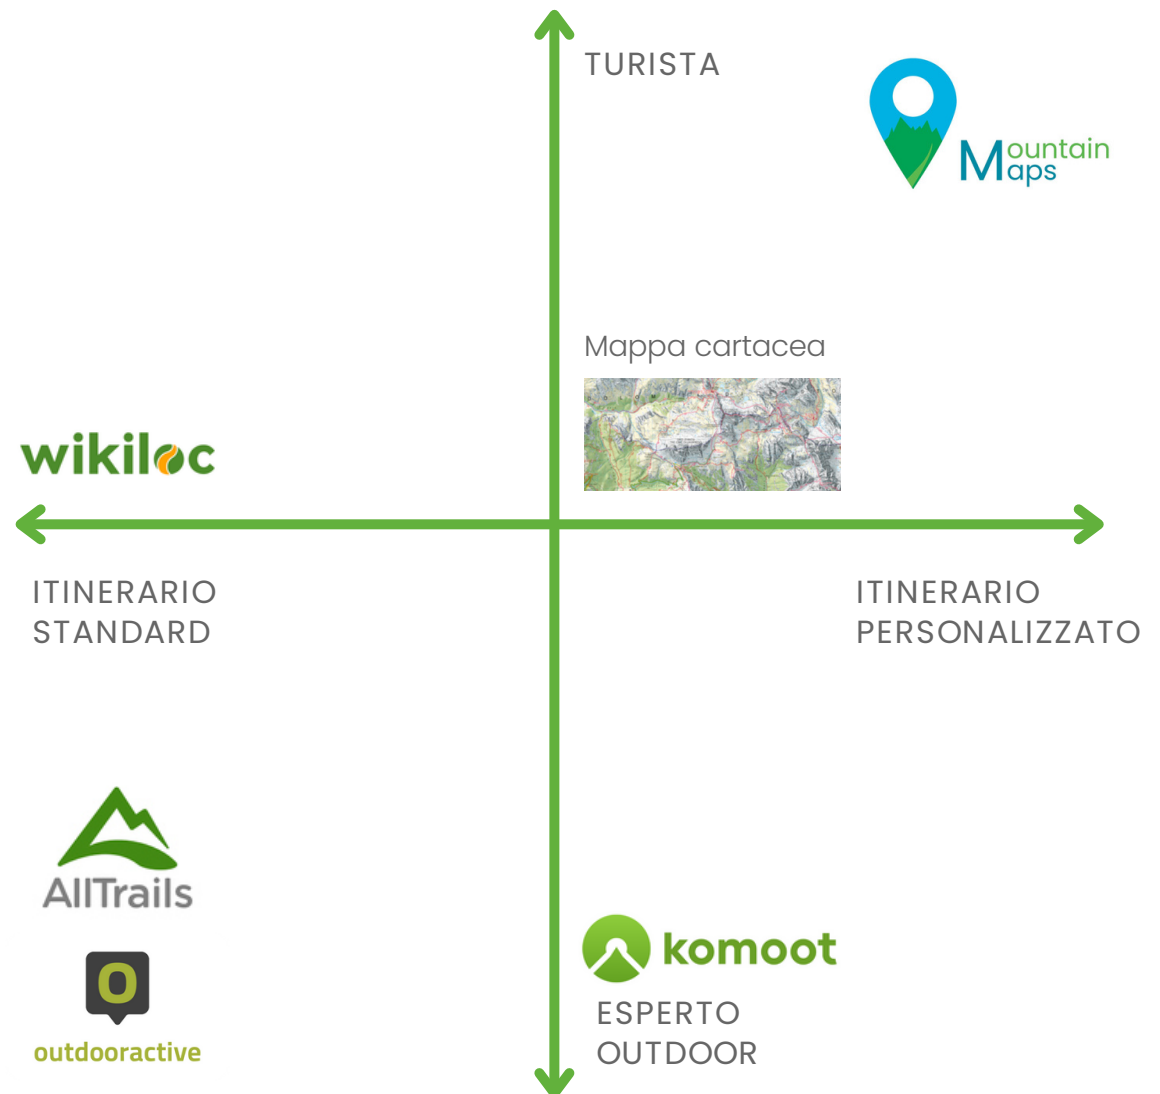 TURISTA
Mountain
Maps
Mappa cartacea
wikiloc
ITINERARIO
STANDARD
ITINERARIO
PERSONALIZZATO
AllTrails
komoot
O
outdooractive
ESPERTO
OUTDOOR